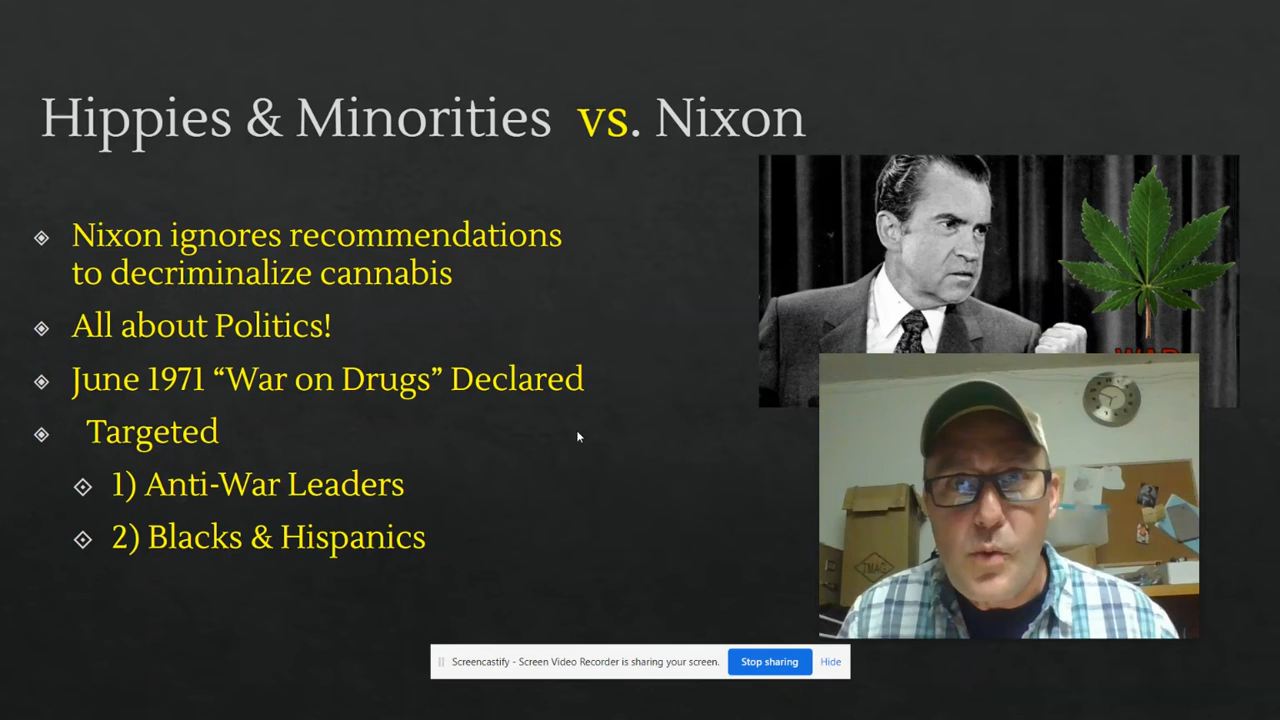 Hippies & Minorities vs. Nixon
Nixon ignores recommendations
to decriminalize cannabis
All about Politics!
June 1971 “War on Drugs” Declared
Targeted
1) Anti-War Leaders
2) Blacks & Hispanics
WAR
ZMAG
Screencastify - Screen Video Recorder is sharing your screen. Stop sharing Hide